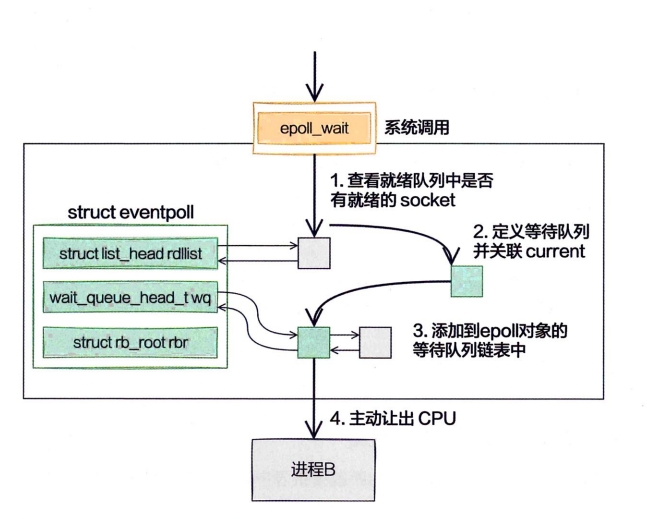 epoll_wait
系统调用
1. 查看就绪队列中是否
有就绪的 socket
struct eventpoll
2. 定义等待队列
并关联 current
struct list_head rdllist
wait_queue_head_t wq
struct rb_root rbr
3. 添加到epoll对象的
等待队列链表中
4. 主动让出 CPU
进程B